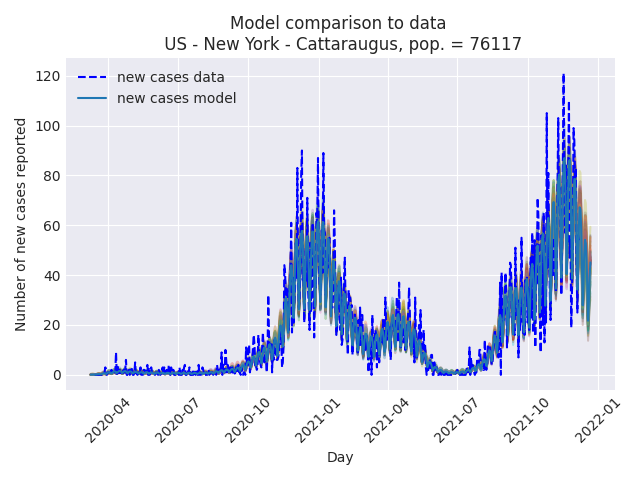 Model comparison to data
US - New York - Cattaraugus, pop. = 76117
new cases data
new cases model
Number of new cases reported
120
100
80
60
40
20
0
2020-04
2020-07
2020-10
2021-01
2021-04
2021-07
2021-10
2022-01
Day